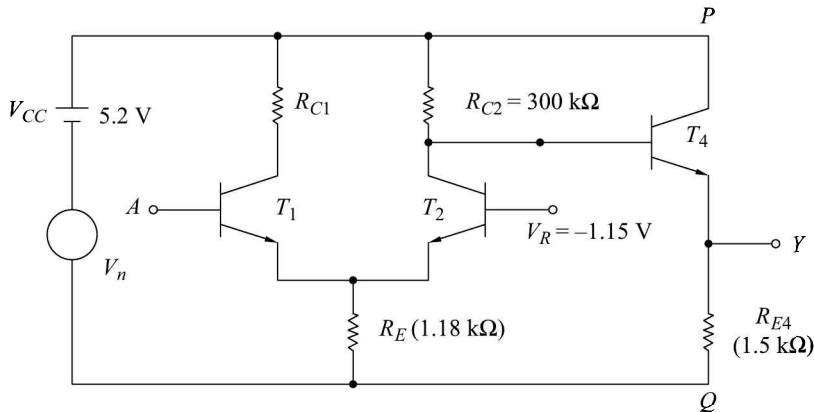 P
V_CC
5.2 V
R_C1
R_C2 = 300 kΩ
T_4
A
T_1
T_2
V_R = –1.15 V
Y
V_n
R_E (1.18 kΩ)
R_E4
(1.5 kΩ)
Q